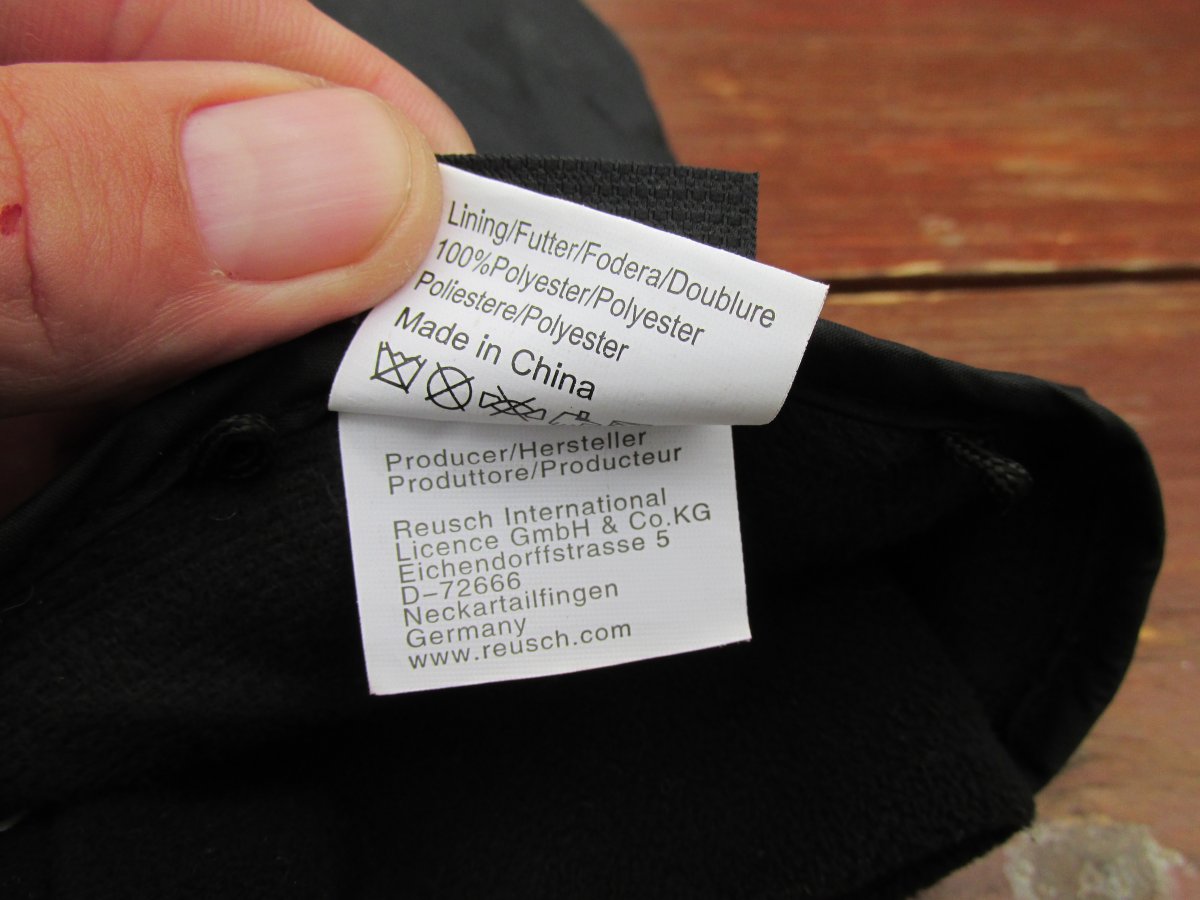 Lining/Futter/Fodera/Doublure
100%Polyester/Polyester
Poliestere/Polyester
Made in China
Producer/Hersteller
Produttore/Producteur
Reusch International
Licence GmbH & Co.KG
Eichendorffstrasse 5
D-72666
Neckartailfingen
Germany
www.reusch.com